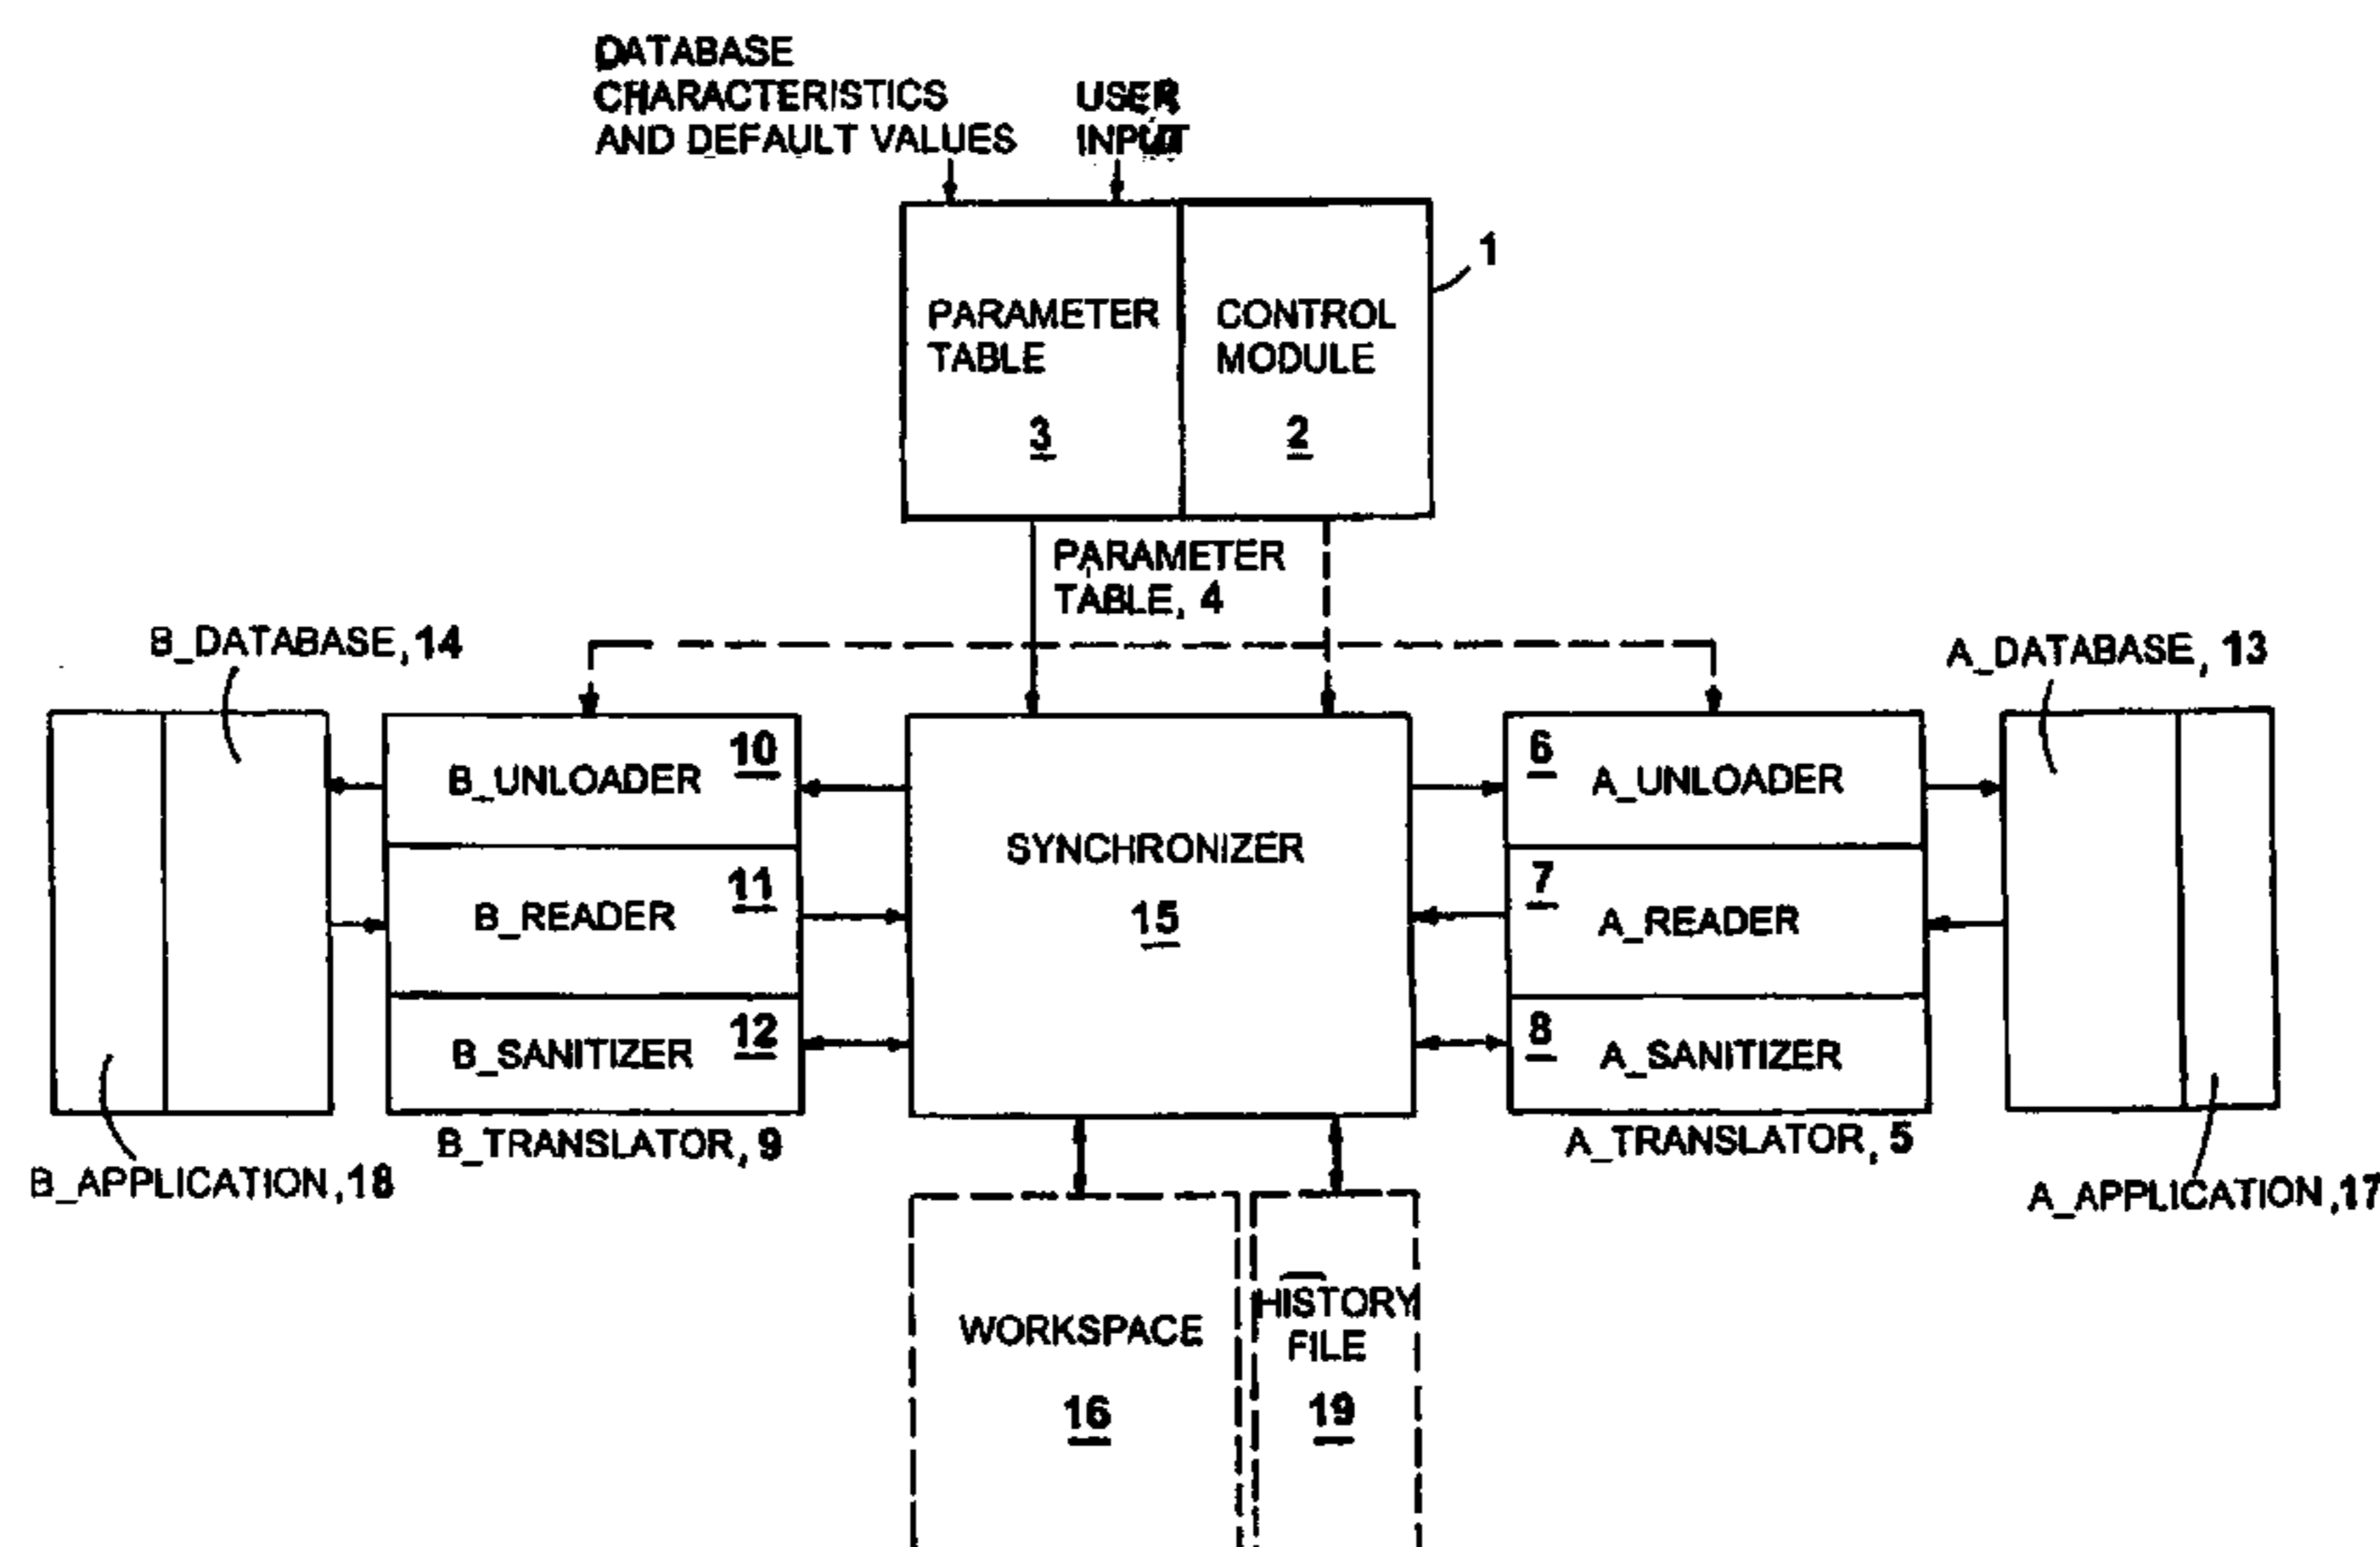 DATABASE
CHARACTERISTICS
AND DEFAULT VALUES
USER
INPUT
1
PARAMETER
TABLE
3
CONTROL
MODULE
2
PARAMETER
TABLE, 4
B_DATABASE, 14
A_DATABASE, 13
10
B_UNLOADER
11
B_READER
12
B_SANITIZER
SYNCHRONIZER
15
6
A_UNLOADER
7
A_READER
8
A_SANITIZER
B_TRANSLATOR, 9
A_TRANSLATOR, 5
B_APPLICATION, 18
A_APPLICATION, 17
WORKSPACE
16
HISTORY
FILE
19